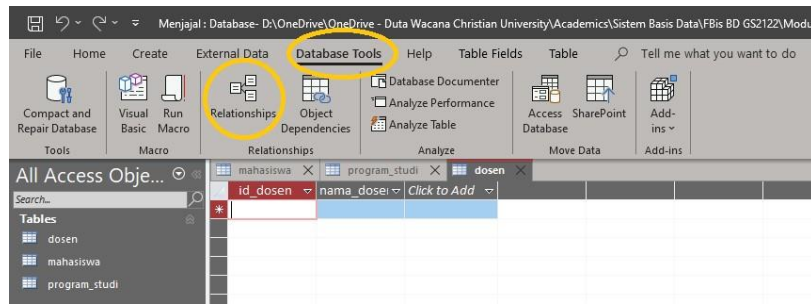 Menjajal : Database- D:\OneDrive\OneDrive - Duta Wacana Christian University\Academics\Sistem Basis Data\FBis BD GS2122\Modu
File Home Create External Data Database Tools Help Table Fields Table Tell me what you want to do
Compact and Repair Database
Visual Basic
Run Macro
Relationships
Object Dependencies
Database Documenter
Analyze Performance
Analyze Table
Access Database
SharePoint
Add-ins
Tools Macro Relationships Analyze Move Data Add-ins
All Access Obje...
Search...
Tables
dosen
mahasiswa
program_studi
mahasiswa program_studi dosen
id_dosen nama_dosei Click to Add